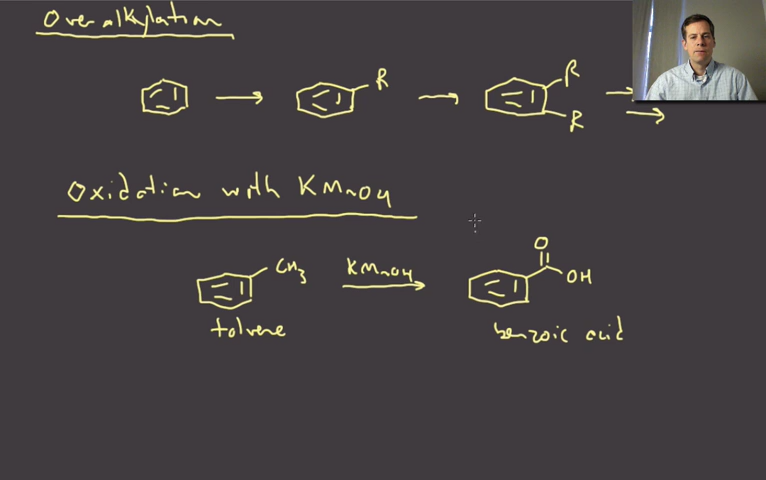 Overalkylation
R
R
R
Oxidation with KMnO4
CH3 KMnO4 O OH
toluene benzoic acid